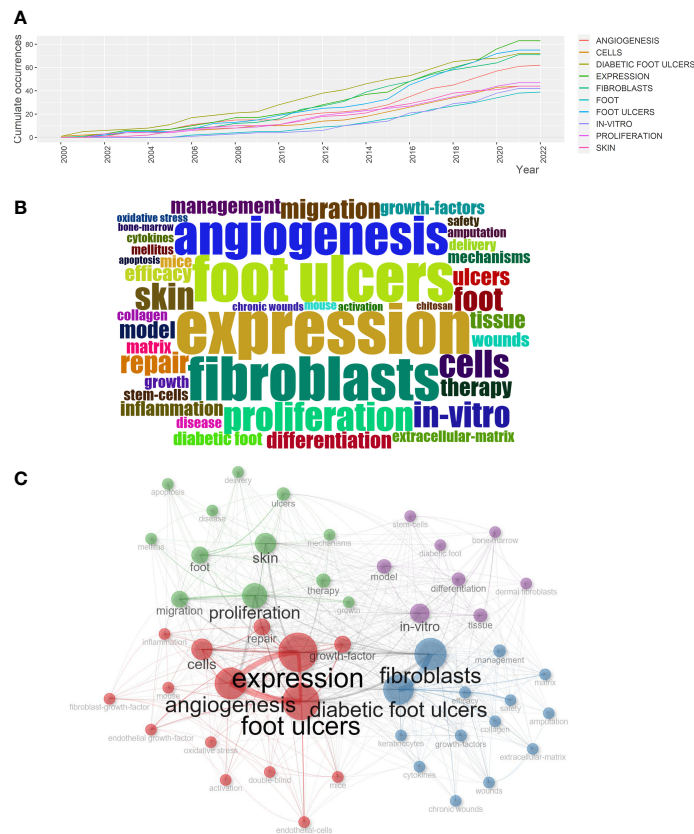 A
Cumulate occurrences
80
60
40
20
0
2000
2002
2004
2006
2008
2010
2012
2014
2016
2018
2020
2022
Year
ANGIOGENESIS
CELLS
DIABETIC FOOT ULCERS
EXPRESSION
FIBROBLASTS
FOOT
FOOT ULCERS
IN-VITRO
PROLIFERATION
SKIN
B
management migration growth-factors
oxidative stress
bone-marrow
cytokines
mellitus
angiogenesis
safety
amputation
delivery
mechanisms
apoptosis mice
efficacy
foot ulcers
ulcers
skin
chronic wounds mouse activation chitosan
foot
collagen
model
expression
tissue
wounds
matrix
repair
fibroblasts
cells
growth
stem-cells
therapy
inflammation
proliferation
in-vitro
disease
diabetic foot differentiation extracellular-matrix
C
delivery
apoptosis
ulcers
disease
stem-cells
mechanisms
bone-marrow
mellitus
skin
diabetic foot
foot
model
therapy
differentiation
dermal fibroblasts
migration
growth
proliferation
in-vitro
tissue
inflammation
repair
cells
growth-factor
management
expression
fibroblasts
matrix
mouse
efficacy
fibroblast-growth-factor
angiogenesis
diabetic foot ulcers
safety
foot ulcers
collagen
amputation
endothelial growth-factor
keratinocytes
growth-factors
oxidative stress
extracellular-matrix
double-blind
cytokines
activation
mice
wounds
chronic wounds
endothelial-cells